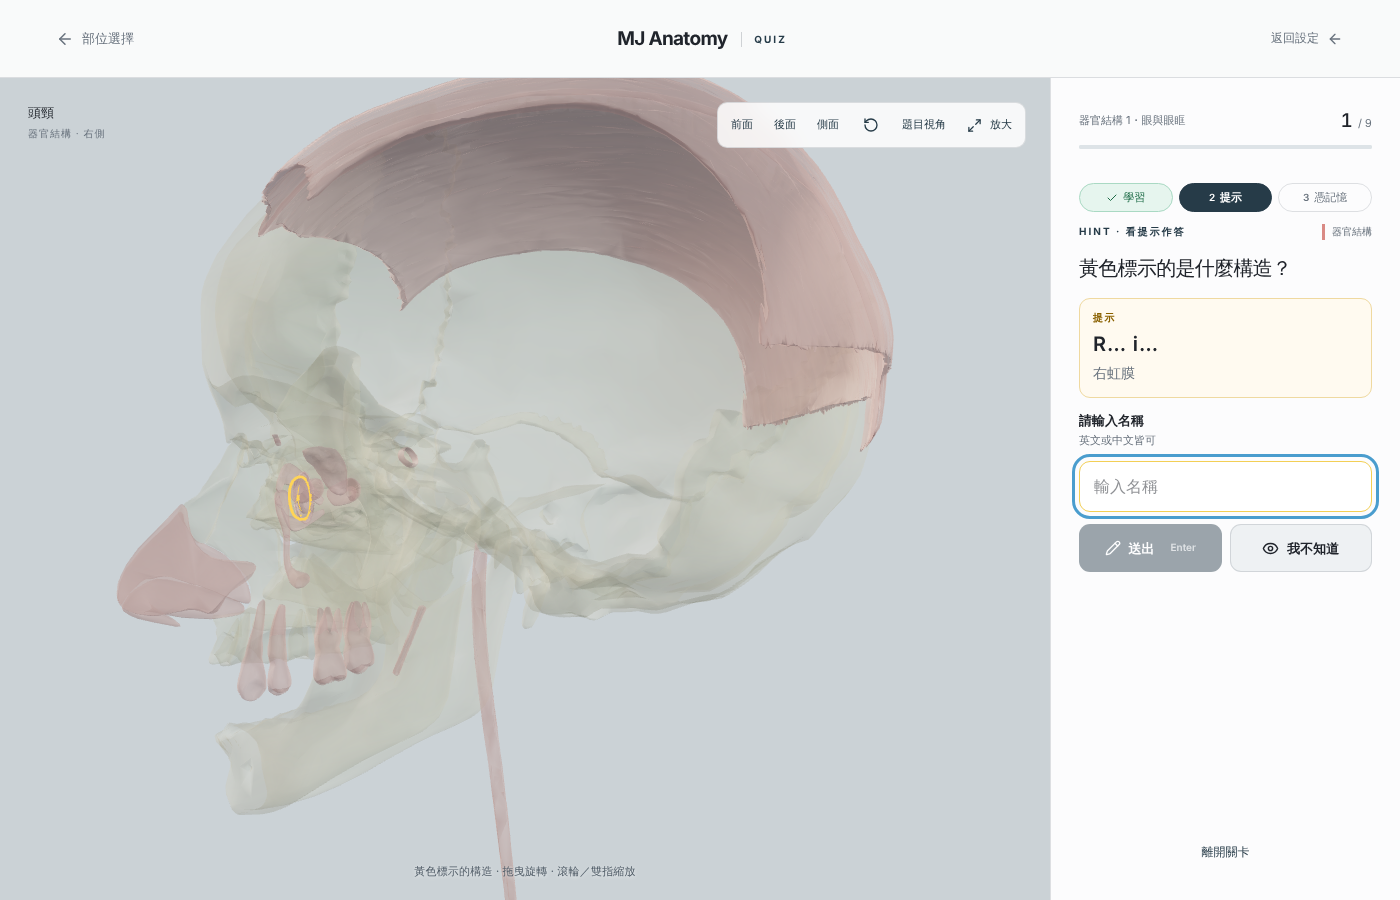 部位選擇
MJ Anatomy
QUIZ
返回設定
頭頸
器官結構 · 右側
前面
後面
側面
題目視角
放大
黃色標示的構造 · 拖曳旋轉 · 滾輪／雙指縮放
器官結構 1 · 眼與眼眶
1 / 9
學習
2 提示
3 憑記憶
HINT · 看提示作答
器官結構
黃色標示的是什麼構造？
提示
R... i...
右虹膜
請輸入名稱
英文或中文皆可
輸入名稱
送出 Enter
我不知道
離開關卡